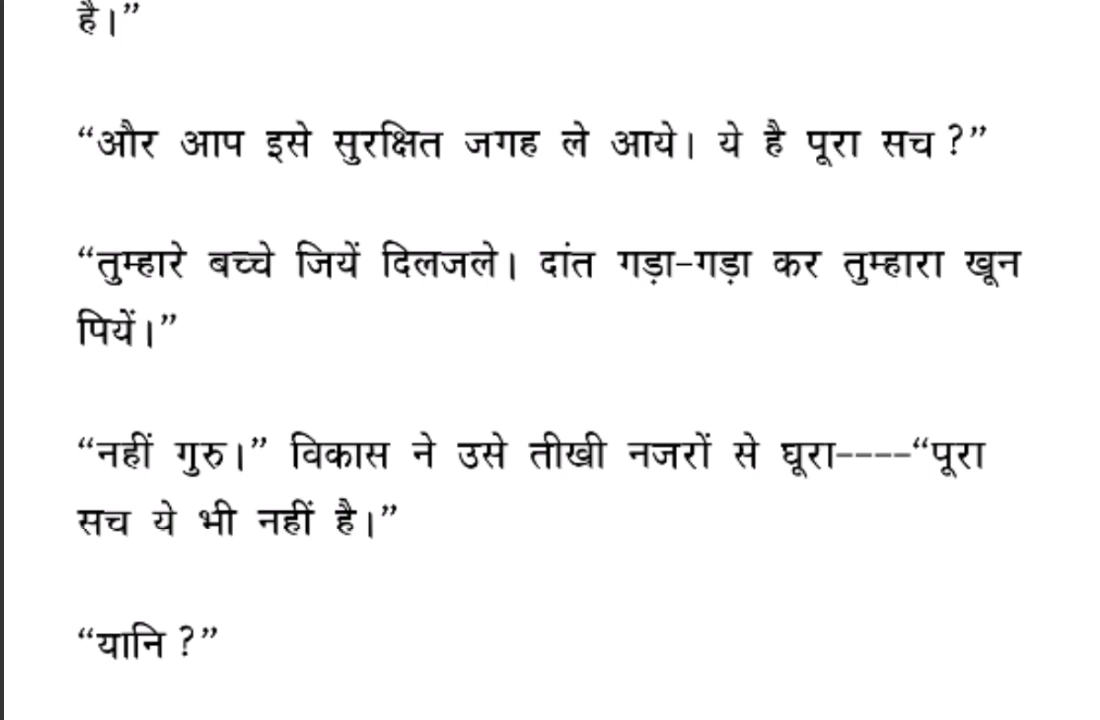 है।”
“और आप इसे सुरक्षित जगह ले आये। ये है पूरा सच ?”
“तुम्हारे बच्चे जियें दिलजले। दांत गड़ा-गड़ा कर तुम्हारा खून
पियें।”
“नहीं गुरु।” विकास ने उसे तीखी नजरों से घूरा----“पूरा
सच ये भी नहीं है।”
“यानि ?”